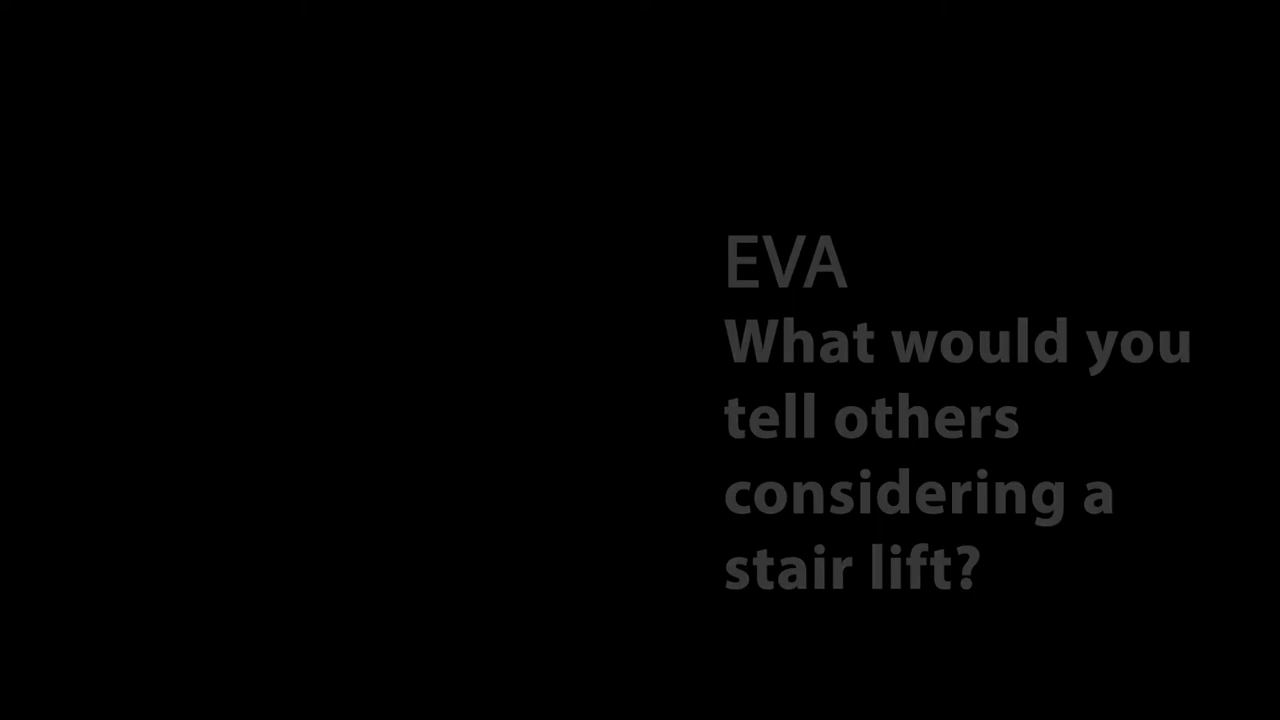 EVA
What would you
tell others
considering a
stair lift?